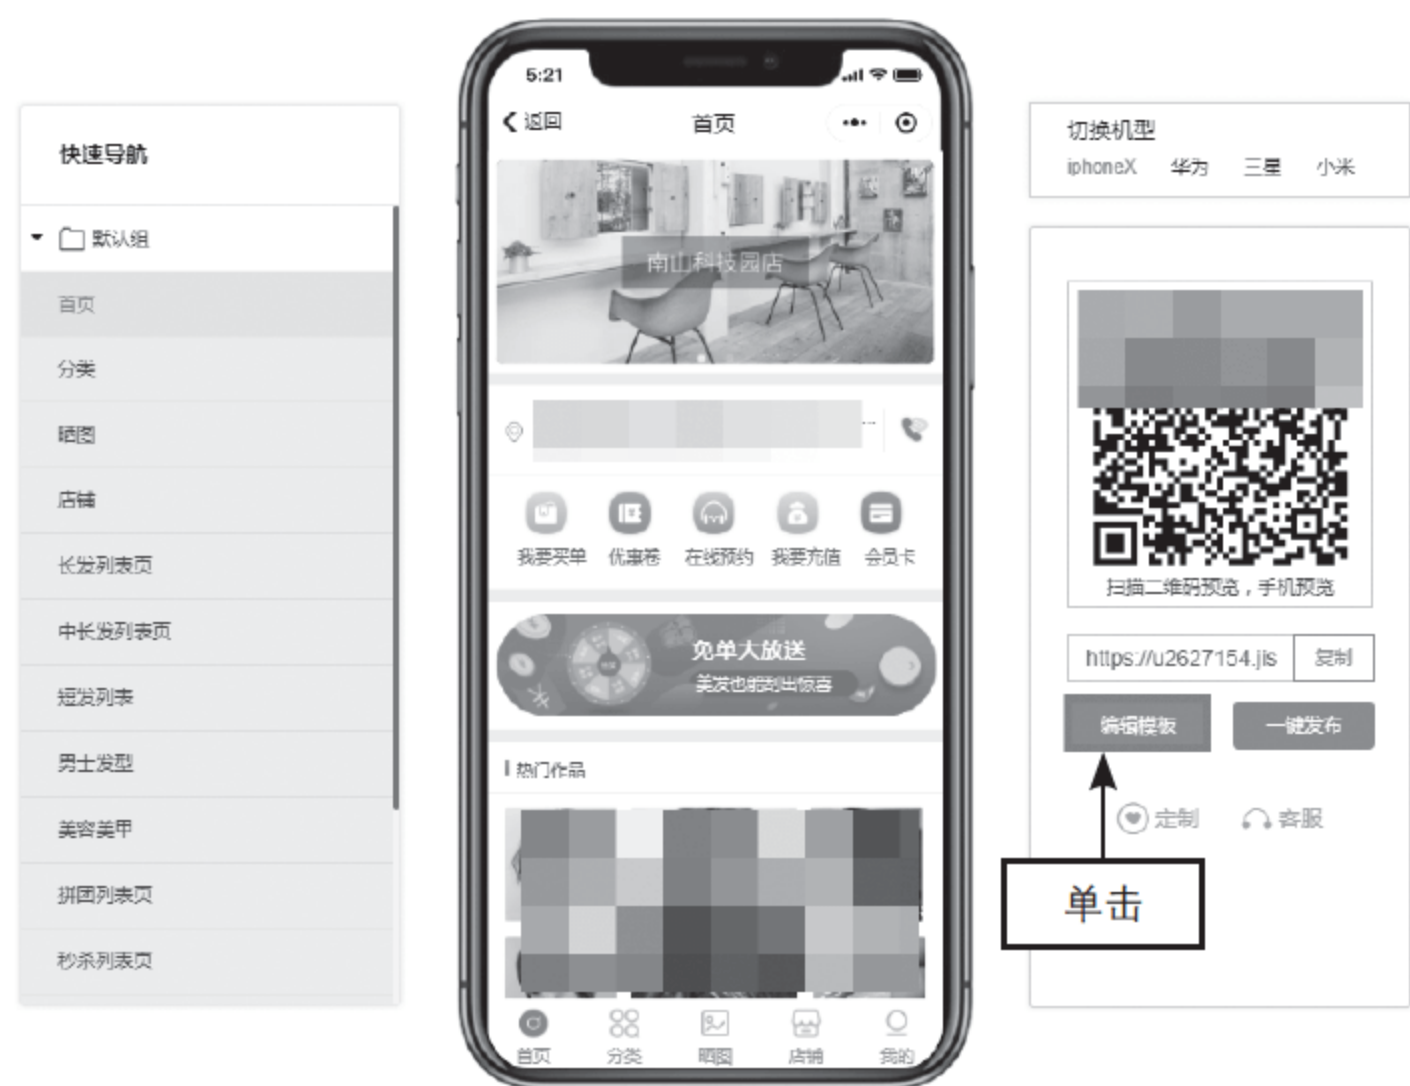 快速导航
默认组
首页
分类
晒图
店铺
长发列表页
中长发列表页
短发列表
男士发型
美容美甲
拼团列表页
秒杀列表页
5:21
返回 首页
南山科技园店
我要买单 优惠卷 在线预约 我要充值 会员卡
免单大放送
美发也能刮出惊喜
热门作品
首页 分类 晒图 店铺 我的
切换机型
iphoneX 华为 三星 小米
扫描二维码预览，手机预览
https://u2627154.jis 复制
编辑模板 一键发布
定制 客服
单击